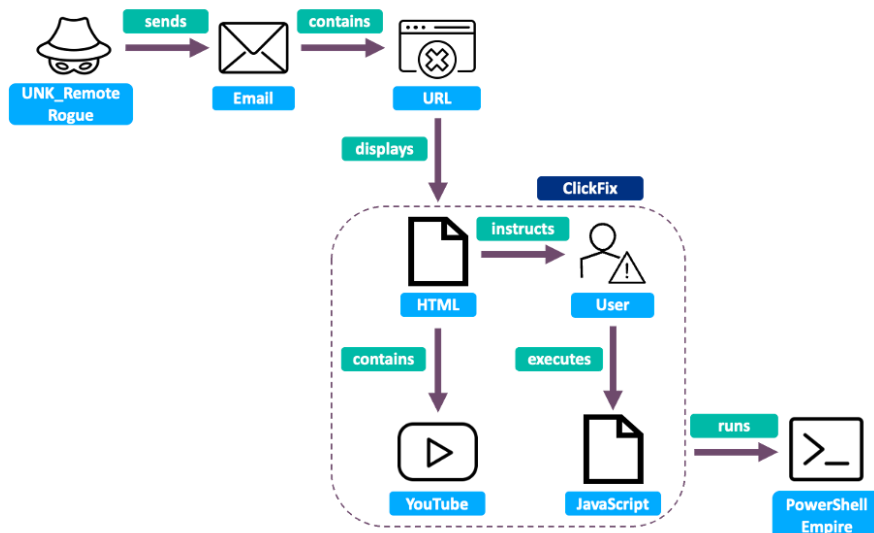 sends
contains
UNK_Remote
Rogue
Email
URL
displays
ClickFix
instructs
HTML
User
contains
executes
runs
YouTube
JavaScript
PowerShell
Empire